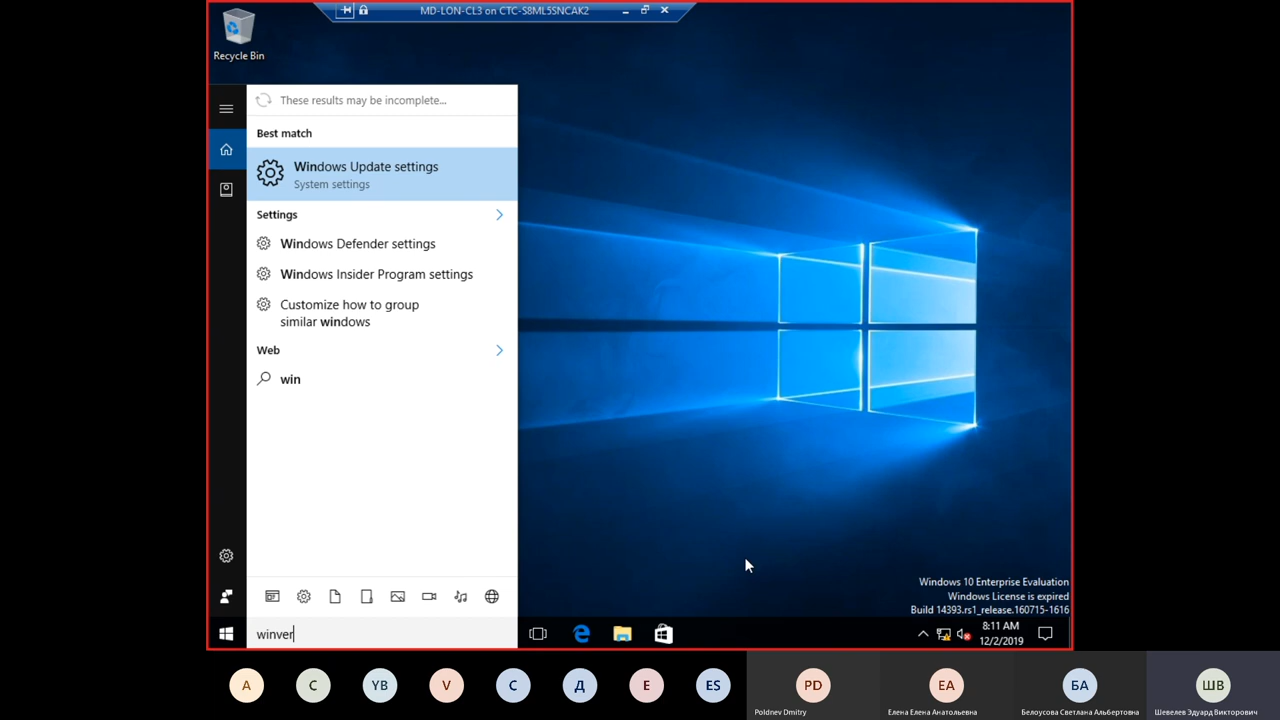 MD-LON-CL3 on CTC-S8ML5SNCAK2
Recycle Bin
These results may be incomplete...
Best match
Windows Update settings
System settings
Settings
Windows Defender settings
Windows Insider Program settings
Customize how to group
similar windows
Web
win
winver
Windows 10 Enterprise Evaluation
Windows License is expired
Build 14393.rs1_release.160715-1616
8:11 AM
12/2/2019
A
C
YB
V
C
Д
E
ES
PD
EA
БА
ШВ
Poldnev Dmitry
Елена Елена Анатольевна
Белоусова Светлана Альбертовна
Шевелев Эдуард Викторович